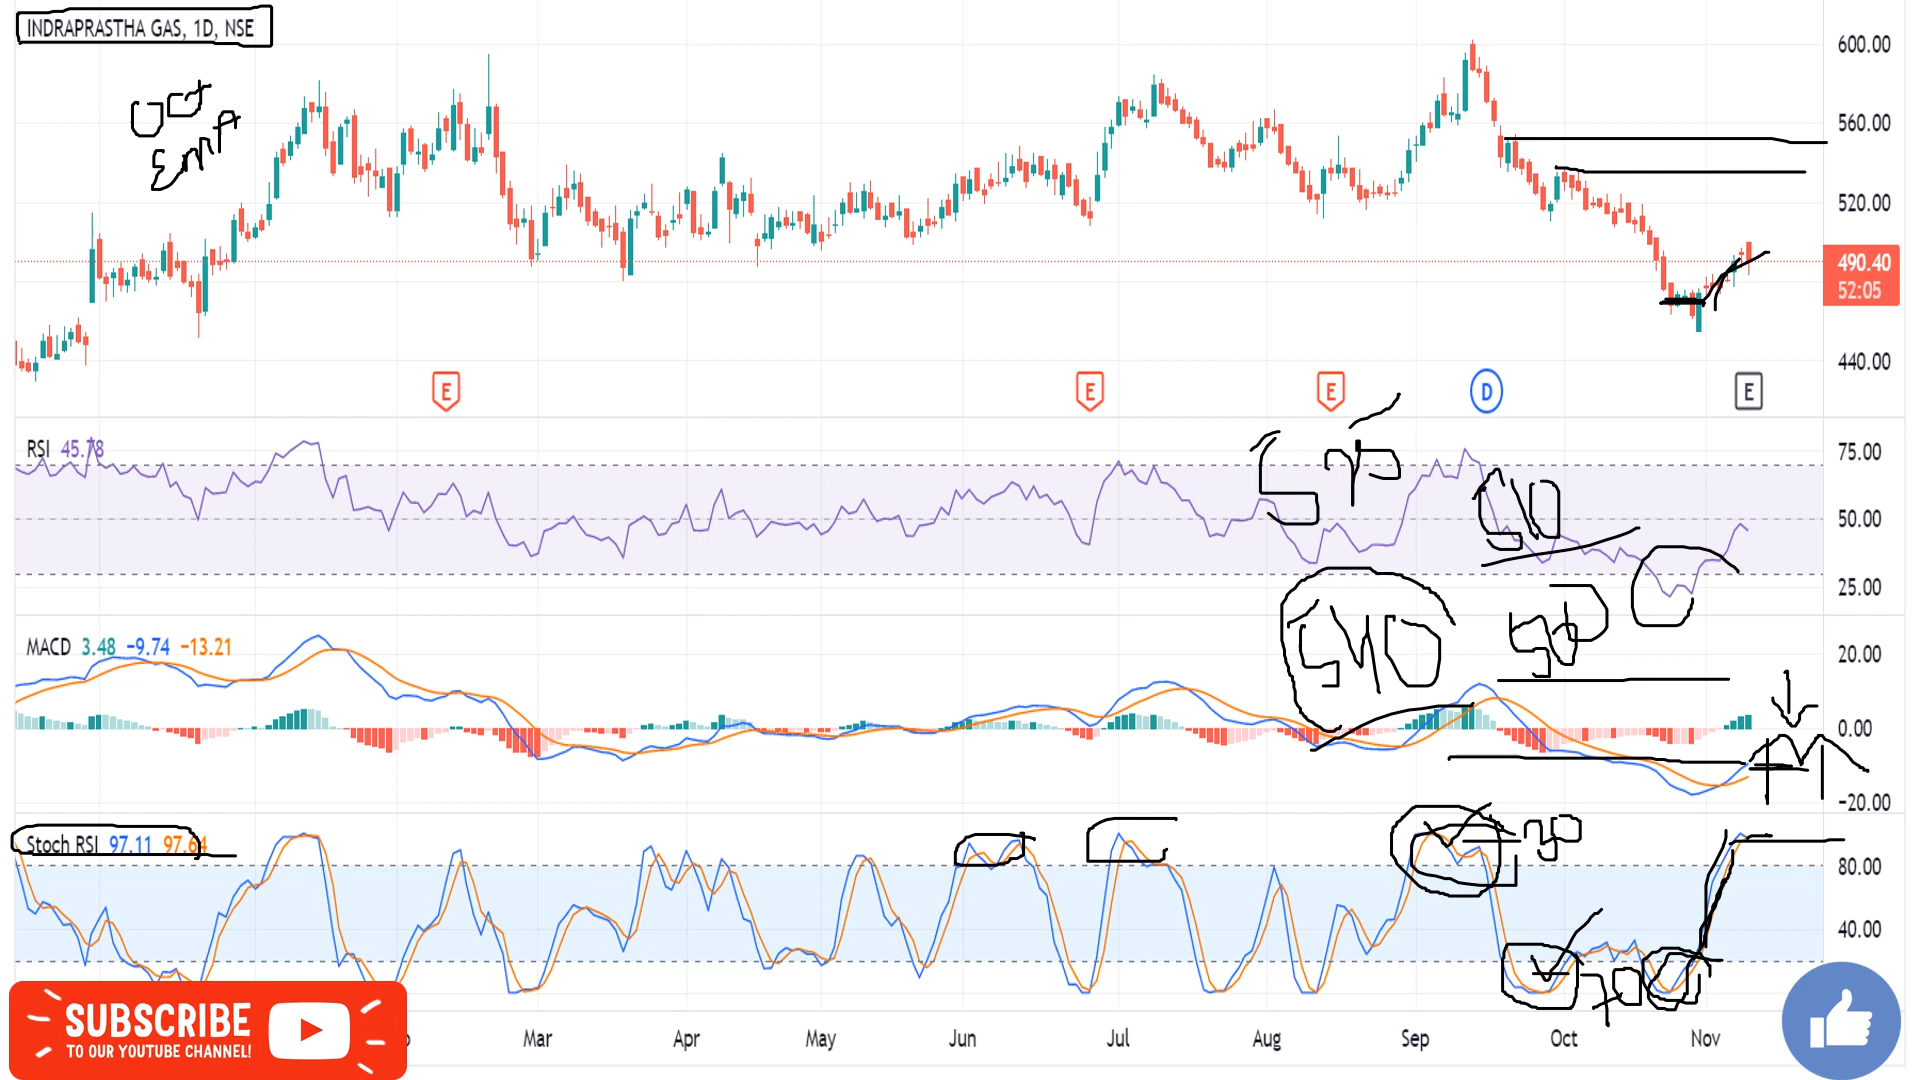 INDRAPRASTHA GAS, 1D, NSE
600.00
560.00
520.00
490.40
52:05
440.00
E
E
E
D
E
RSI 45.78
75.00
50.00
25.00
MACD 3.48 −9.74 −13.21
20.00
0.00
−20.00
Stoch RSI 97.11 97.64
80.00
40.00
SUBSCRIBE
TO OUR YOUTUBE CHANNEL!
Mar
Apr
May
Jun
Jul
Aug
Sep
Oct
Nov